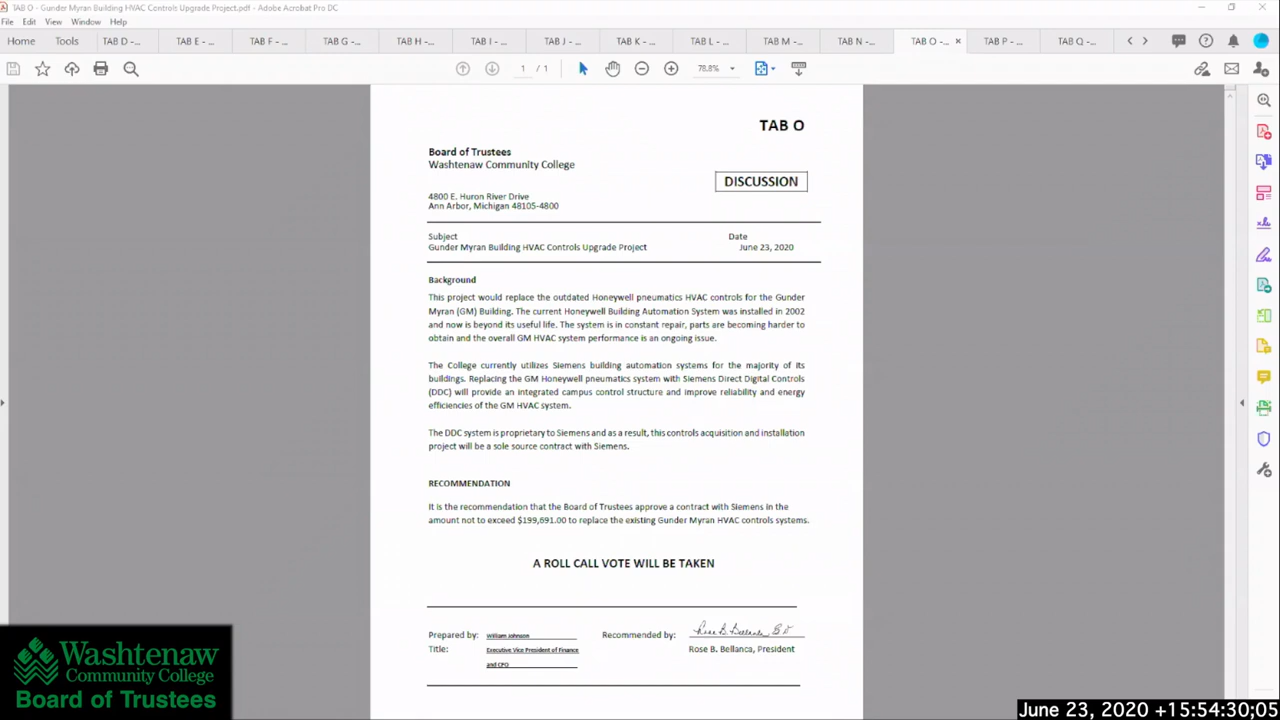 TAB O - Gunder Myran Building HVAC Controls Upgrade Project.pdf - Adobe Acrobat Pro DC
File Edit View Window Help
Home Tools TAB D -... TAB E -... TAB F -... TAB G -... TAB H -... TAB I -... TAB J -... TAB K -... TAB L -... TAB M -... TAB N -... TAB O -... × TAB P -... TAB Q -...
1 / 1 78.8%
TAB O
Board of Trustees
Washtenaw Community College
DISCUSSION
4800 E. Huron River Drive
Ann Arbor, Michigan 48105-4800
Subject Date
Gunder Myran Building HVAC Controls Upgrade Project June 23, 2020
Background
This project would replace the outdated Honeywell pneumatics HVAC controls for the Gunder
Myran (GM) Building. The current Honeywell Building Automation System was installed in 2002
and now is beyond its useful life. The system is in constant repair, parts are becoming harder to
obtain and the overall GM HVAC system performance is an ongoing issue.
The College currently utilizes Siemens building automation systems for the majority of its
buildings. Replacing the GM Honeywell pneumatics system with Siemens Direct Digital Controls
(DDC) will provide an integrated campus control structure and improve reliability and energy
efficiencies of the GM HVAC system.
The DDC system is proprietary to Siemens and as a result, this controls acquisition and installation
project will be a sole source contract with Siemens.
RECOMMENDATION
It is the recommendation that the Board of Trustees approve a contract with Siemens in the
amount not to exceed $199,691.00 to replace the existing Gunder Myran HVAC controls systems.
A ROLL CALL VOTE WILL BE TAKEN
Prepared by: William Johnson Recommended by: Rose B. Bellanca, Ed.D
Title: Executive Vice President of Finance Rose B. Bellanca, President
and CFO
Washtenaw
Community College
Board of Trustees
June 23, 2020 +15:54:30;05